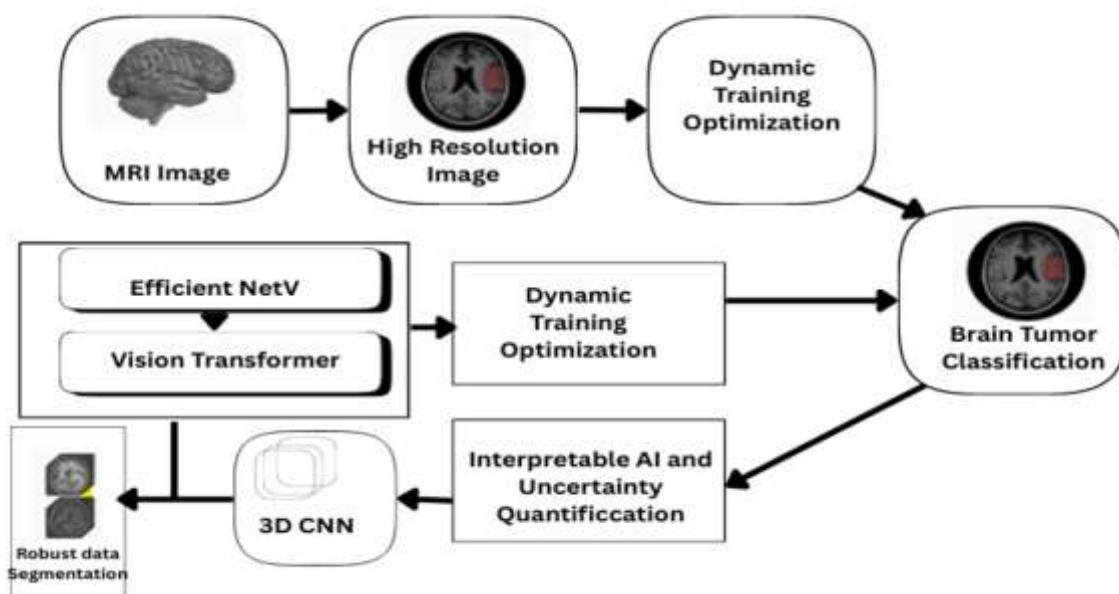 MRI Image
High Resolution
Image
Dynamic
Training
Optimization
Efficient NetV
Vision Transformer
Dynamic
Training
Optimization
Brain Tumor
Classification
Interpretable AI and
Uncertainty
Quantificcation
3D CNN
Robust data
Segmentation